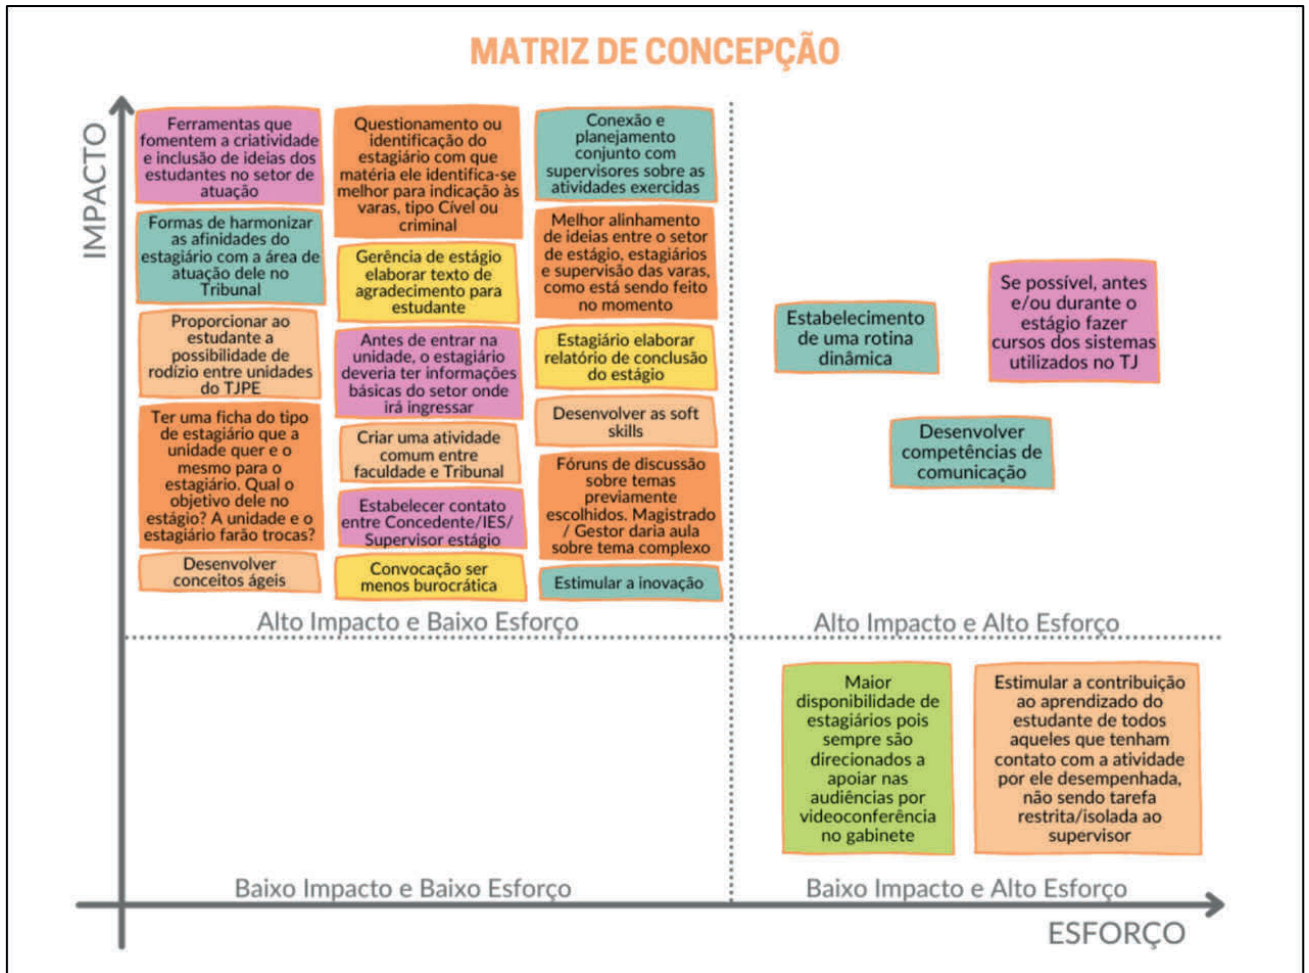 MATRIZ DE CONCEPÇÃO
IMPACTO
Ferramentas que
fomentem a criatividade
e inclusão de ideias dos
estudantes no setor de
atuação
Formas de harmonizar
as afinidades do
estagiário com a área de
atuação dele no
Tribunal
Proporcionar ao
estudante a
possibilidade de
rodízio entre unidades
do TJPE
Ter uma ficha do tipo
de estagiário que a
unidade quer e o
mesmo para o
estagiário. Qual o
objetivo dele no
estágio? A unidade e o
estagiário farão trocas?
Desenvolver
conceitos ágeis
Questionamento ou
identificação do
estagiário com que
matéria ele identifica-se
melhor para indicação às
varas, tipo Cível ou
criminal
Gerência de estágio
elaborar texto de
agradecimento para
estudante
Antes de entrar na
unidade, o estagiário
deveria ter informações
básicas do setor onde
irá ingressar
Criar uma atividade
comum entre
faculdade e Tribunal
Estabelecer contato
entre Concedente/IES/
Supervisor estágio
Convocação ser
menos burocrática
Conexão e
planejamento
conjunto com
supervisores sobre as
atividades exercidas
Melhor alinhamento
de ideias entre o setor
de estágio, estagiários
e supervisão das varas,
como está sendo feito
no momento
Estagiário elaborar
relatório de conclusão
do estágio
Desenvolver as soft
skills
Fóruns de discussão
sobre temas
previamente
escolhidos. Magistrado
/ Gestor daria aula
sobre tema complexo
Estimular a inovação
Alto Impacto e Baixo Esforço
Estabelecimento
de uma rotina
dinâmica
Se possível, antes
e/ou durante o
estágio fazer
cursos dos sistemas
utilizados no TJ
Desenvolver
competências de
comunicação
Alto Impacto e Alto Esforço
Baixo Impacto e Baixo Esforço
Maior
disponibilidade de
estagiários pois
sempre são
direcionados a
apoiar nas
audiências por
videoconferência
no gabinete
Estimular a contribuição
ao aprendizado do
estudante de todos
aqueles que tenham
contato com a atividade
por ele desempenhada,
não sendo tarefa
restrita/isolada ao
supervisor
Baixo Impacto e Alto Esforço
ESFORÇO